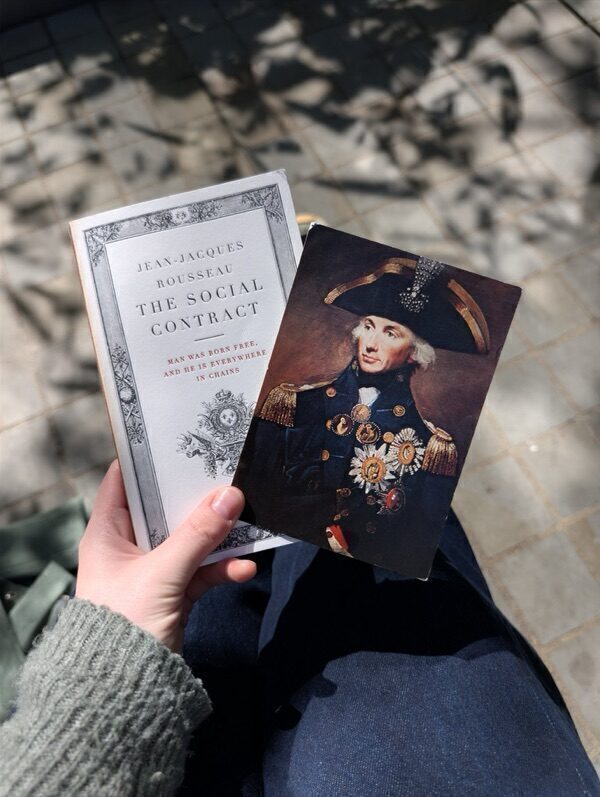 JEAN-JACQUES
ROUSSEAU
THE SOCIAL
CONTRACT
MAN WAS BORN FREE,
AND HE IS EVERYWHERE
IN CHAINS